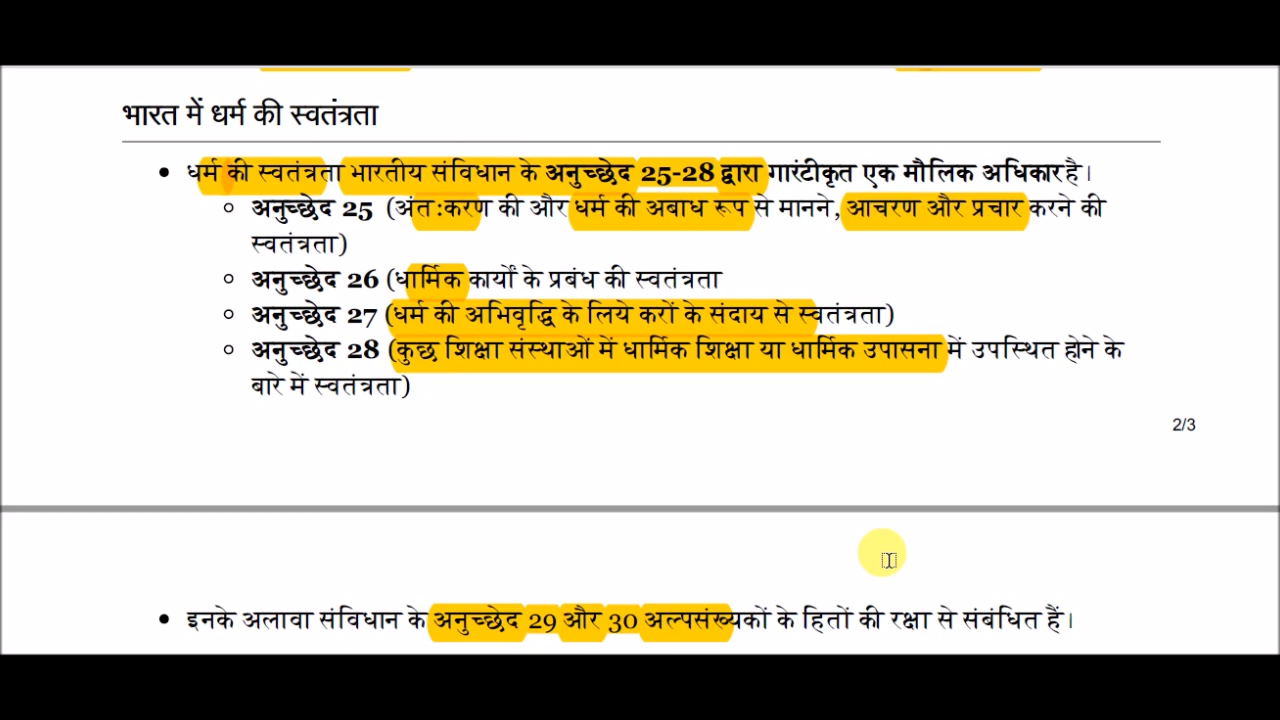 भारत में धर्म की स्वतंत्रता
• धर्म की स्वतंत्रता भारतीय संविधान के अनुच्छेद 25-28 द्वारा गारंटीकृत एक मौलिक अधिकार है।
○ अनुच्छेद 25 (अंत:करण की और धर्म की अबाध रूप से मानने, आचरण और प्रचार करने की
स्वतंत्रता)
○ अनुच्छेद 26 (धार्मिक कार्यों के प्रबंध की स्वतंत्रता
○ अनुच्छेद 27 (धर्म की अभिवृद्धि के लिये करों के संदाय से स्वतंत्रता)
○ अनुच्छेद 28 (कुछ शिक्षा संस्थाओं में धार्मिक शिक्षा या धार्मिक उपासना में उपस्थित होने के
बारे में स्वतंत्रता)
2/3
• इनके अलावा संविधान के अनुच्छेद 29 और 30 अल्पसंख्यकों के हितों की रक्षा से संबंधित हैं।